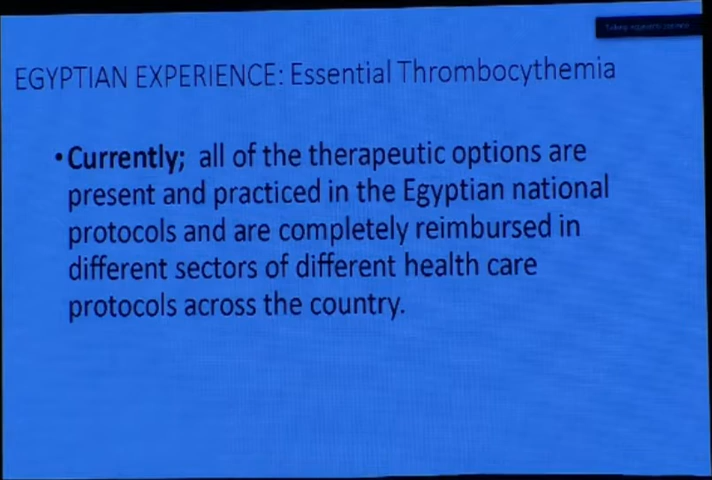 EGYPTIAN EXPERIENCE: Essential Thrombocythemia
•Currently; all of the therapeutic options are
present and practiced in the Egyptian national
protocols and are completely reimbursed in
different sectors of different health care
protocols across the country.